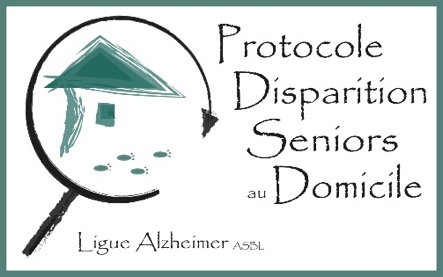 Protocole
Disparition
Seniors
au Domicile
Ligue Alzheimer ASBL